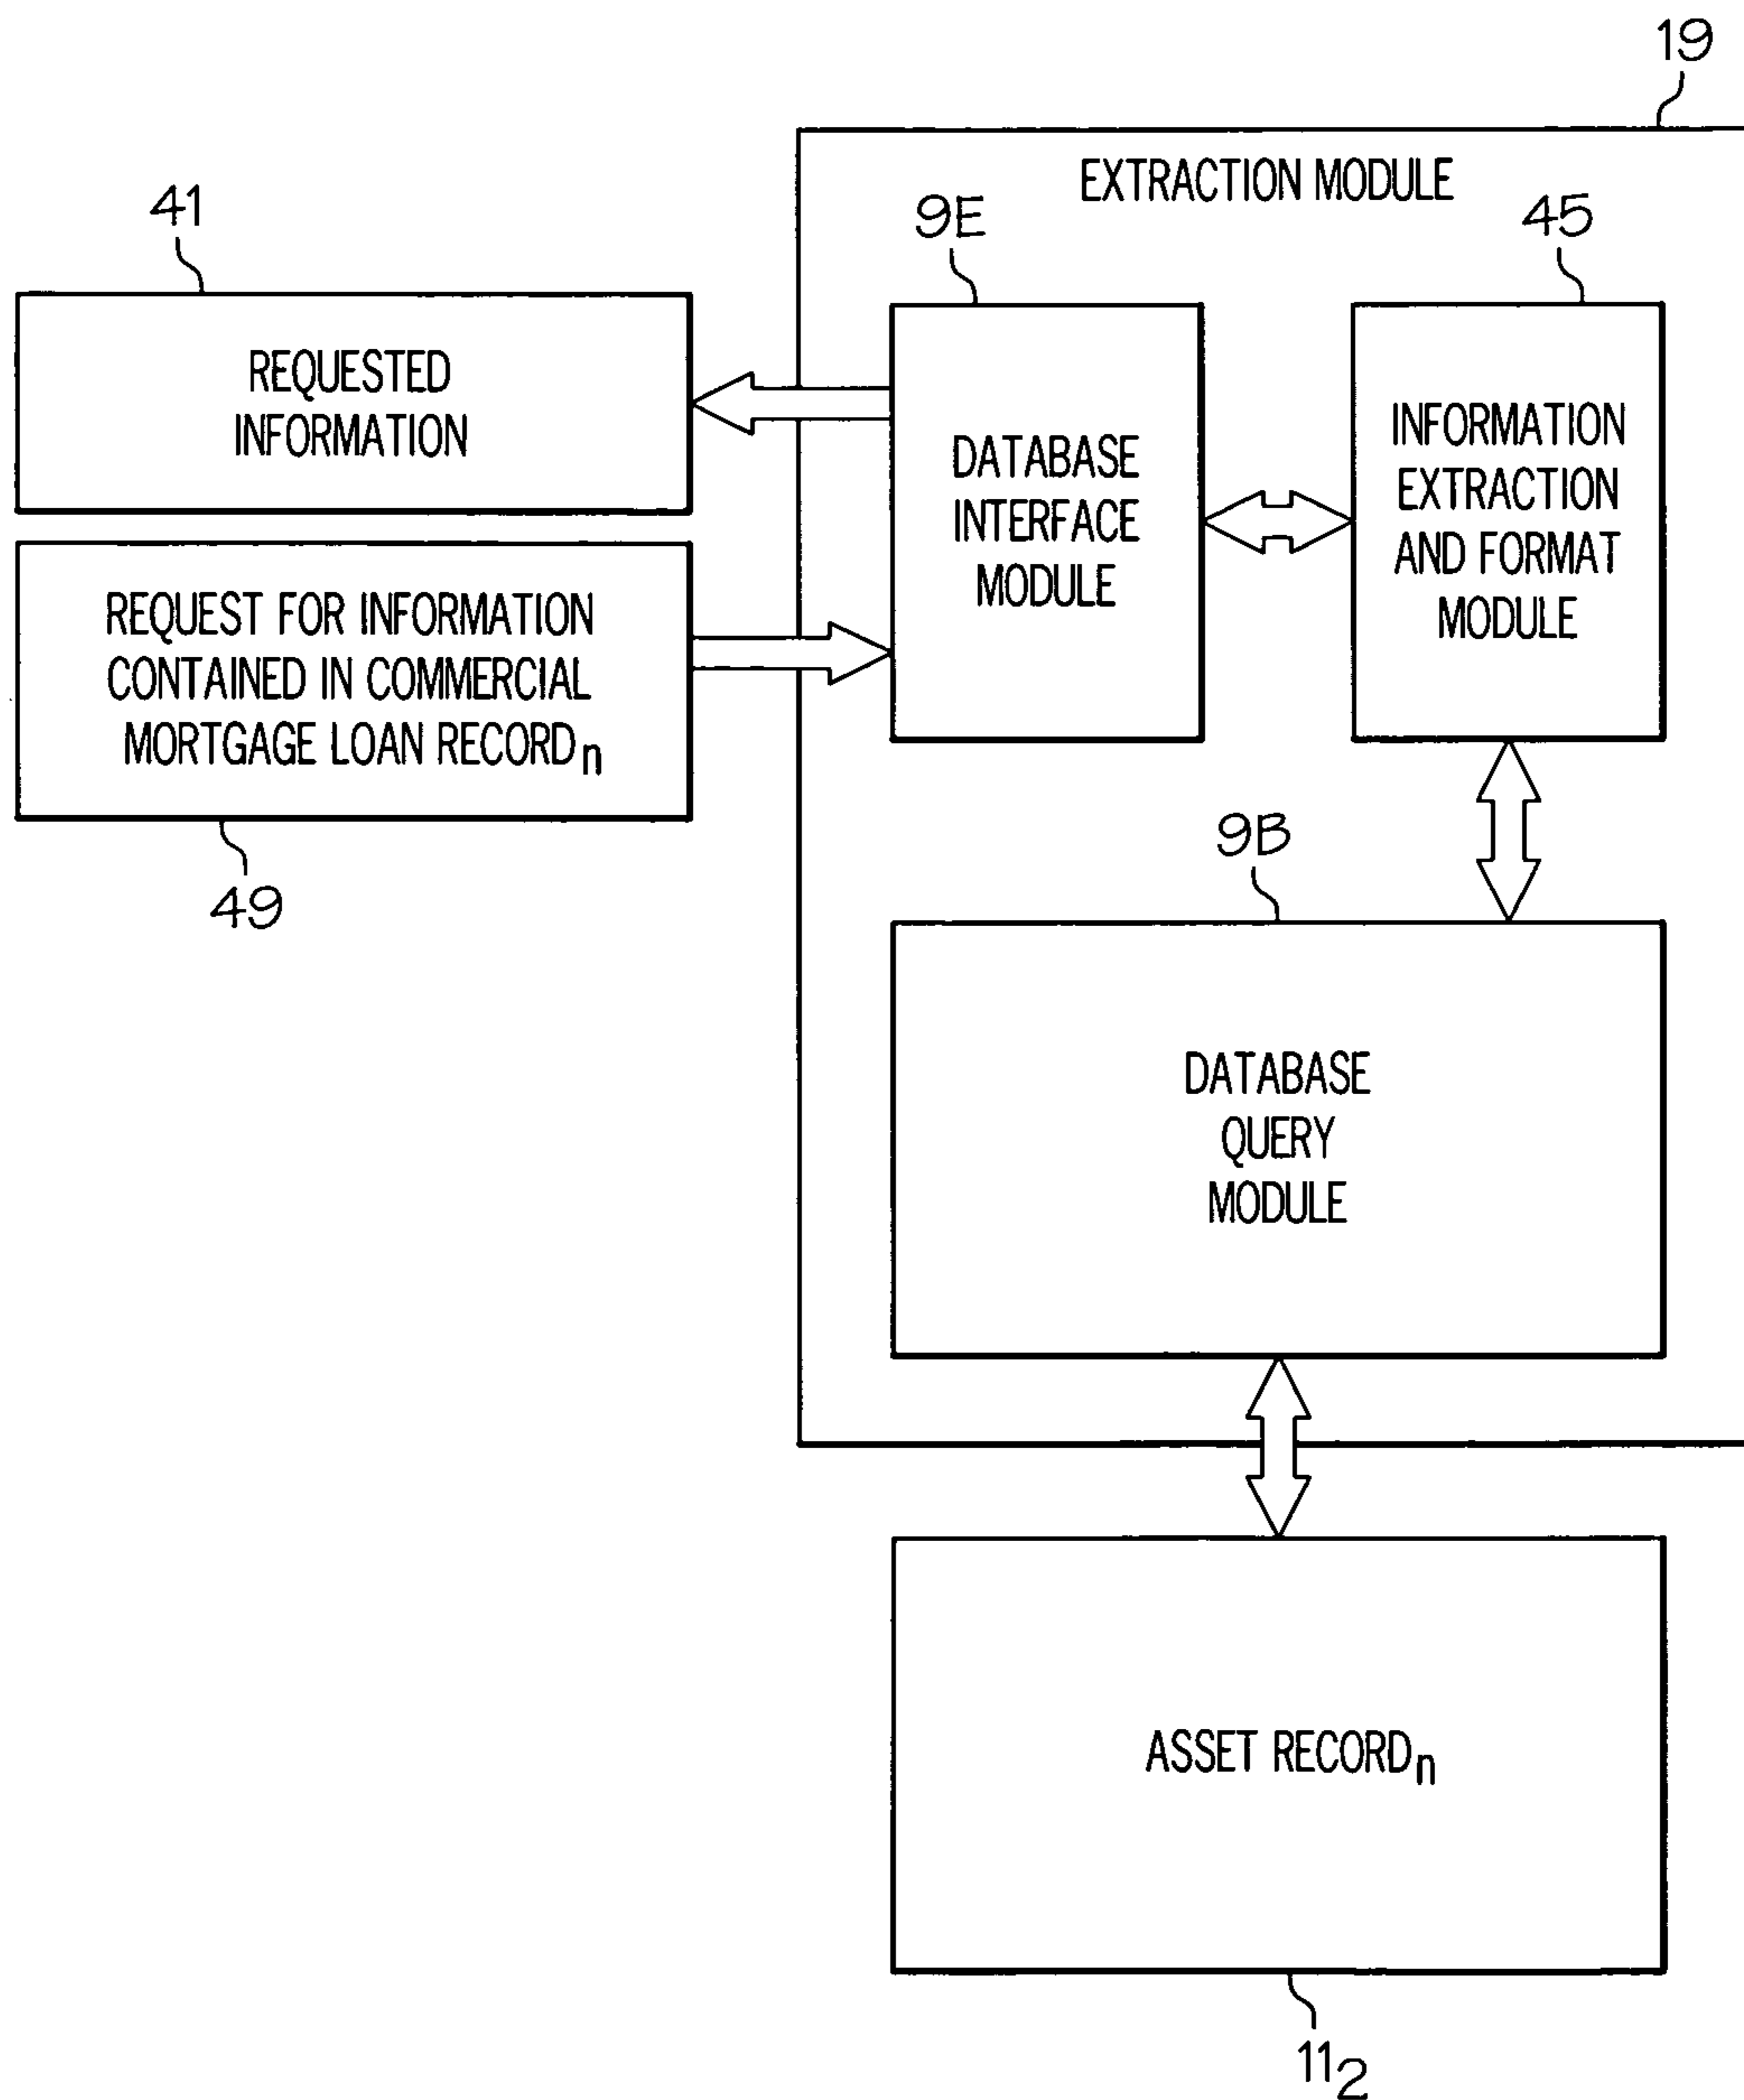 19
EXTRACTION MODULE
41
9E
45
REQUESTED
INFORMATION
DATABASE
INTERFACE
MODULE
INFORMATION
EXTRACTION
AND FORMAT
MODULE
REQUEST FOR INFORMATION
CONTAINED IN COMMERCIAL
MORTGAGE LOAN RECORDn
49
9B
DATABASE
QUERY
MODULE
ASSET RECORDn
112